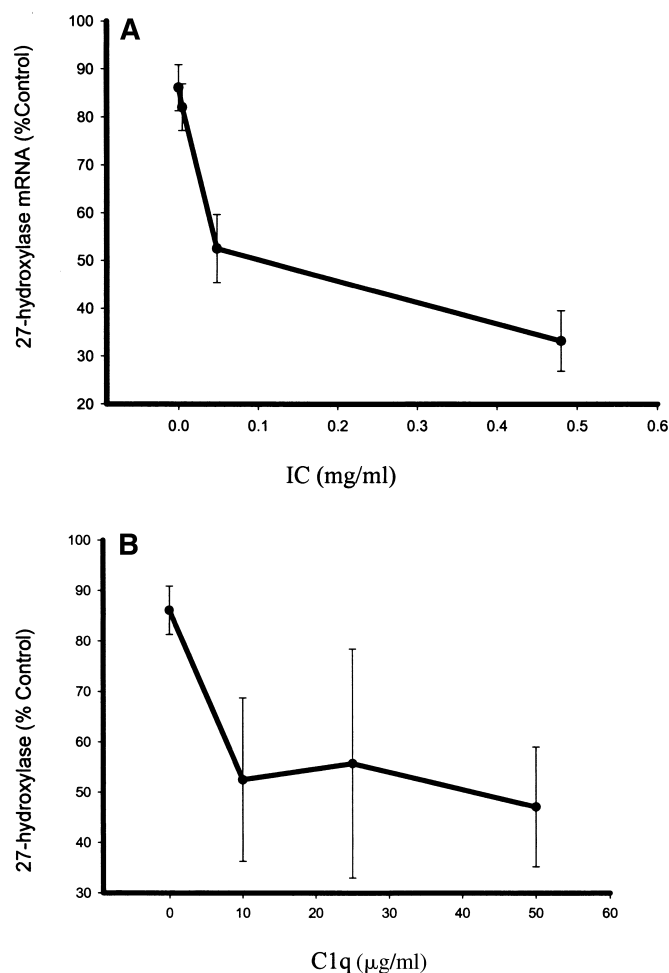 A
27-hydroxylase mRNA (%Control)
100
90
80
70
60
50
40
30
20
0.0 0.1 0.2 0.3 0.4 0.5 0.6
IC (mg/ml)
B
27-hydroxylase (% Control)
100
90
80
70
60
50
40
30
0 10 20 30 40 50 60
C1q (μg/ml)